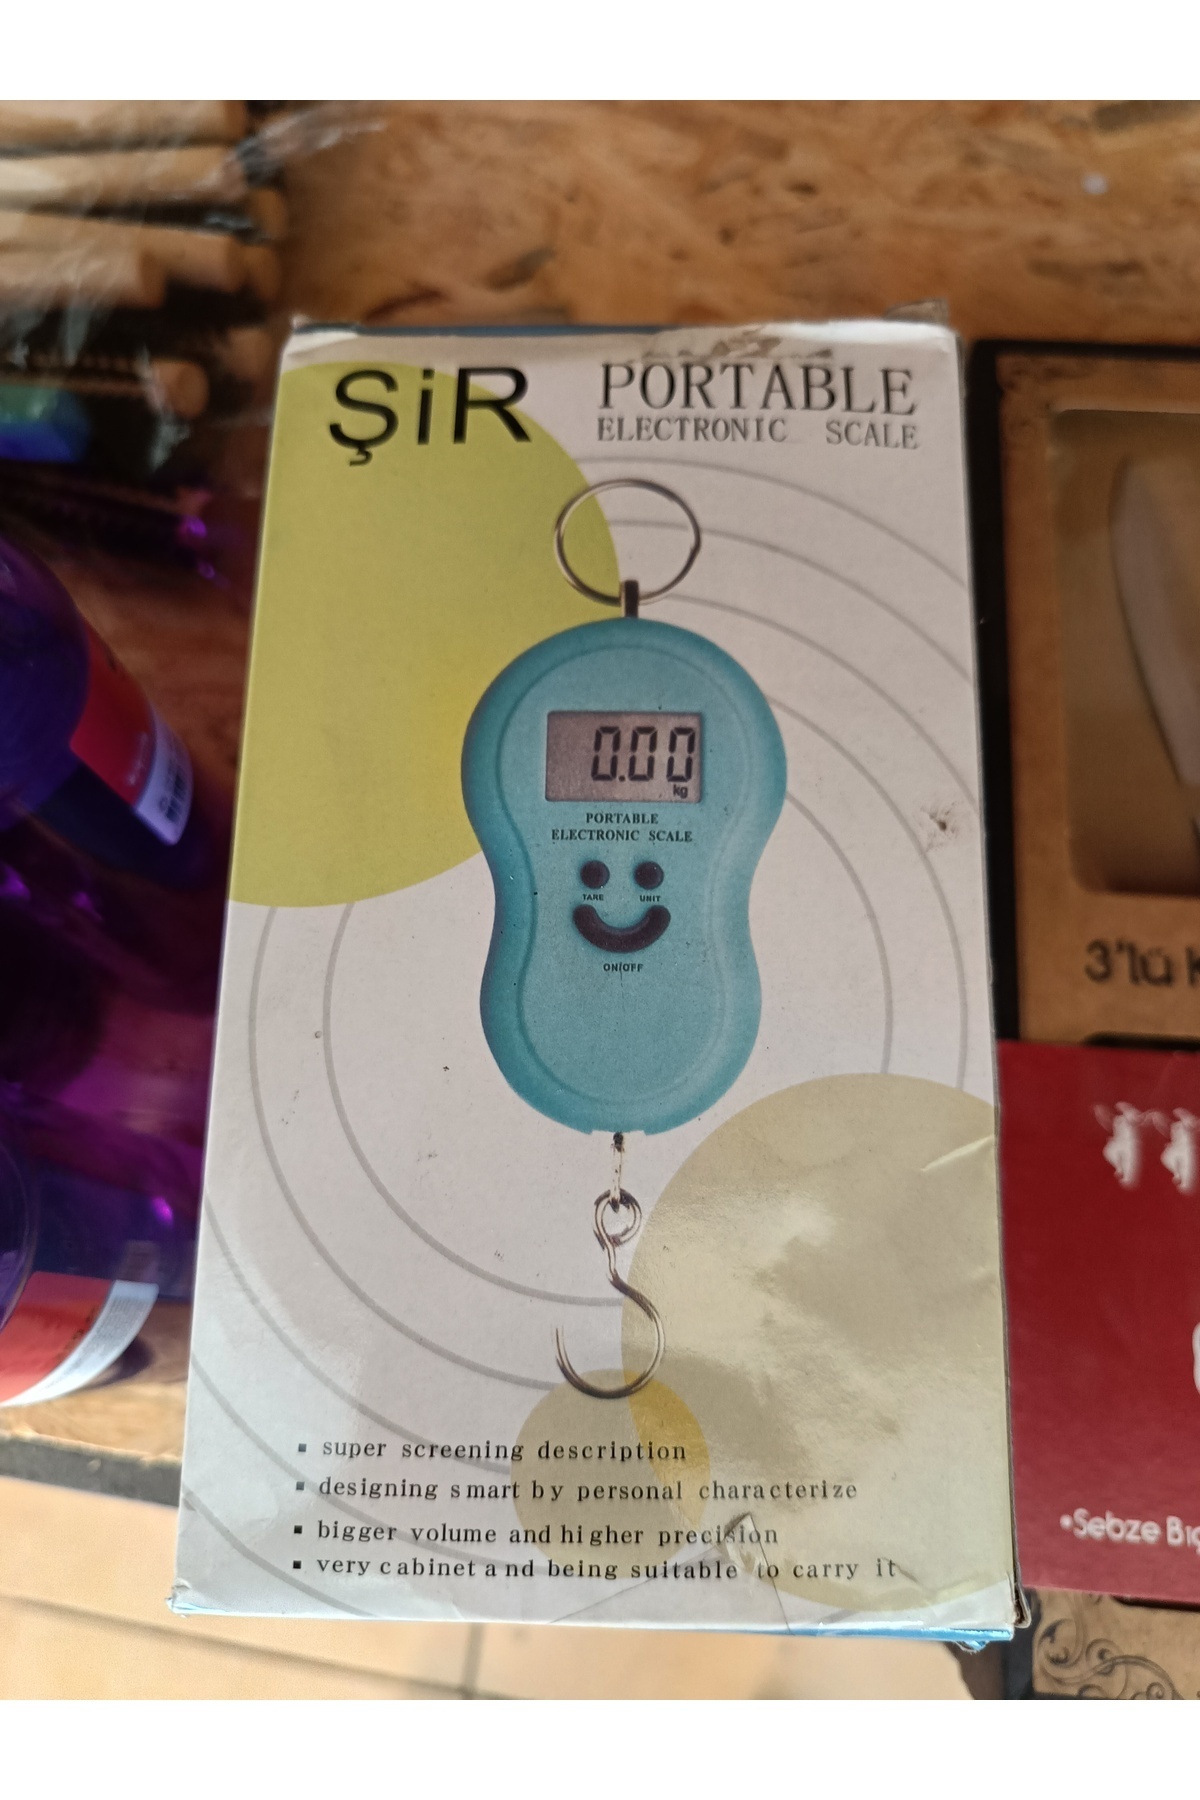 ŞiR
PORTABLE
ELECTRONIC SCALE
0.00
kg
PORTABLE
ELECTRONIC SCALE
TARE UNIT
ON/OFF
▪ super screening description
▪ designing smart by personal characterize
▪ bigger volume and higher precision
▪ very cabinet and being suitable to carry it
3'lü
•Sebze